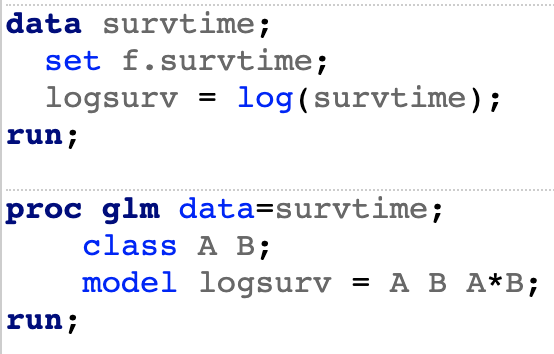 data survtime;
set f.survtime;
logsurv = log(survtime);
run;
proc glm data=survtime;
class A B;
model logsurv = A B A*B;
run;